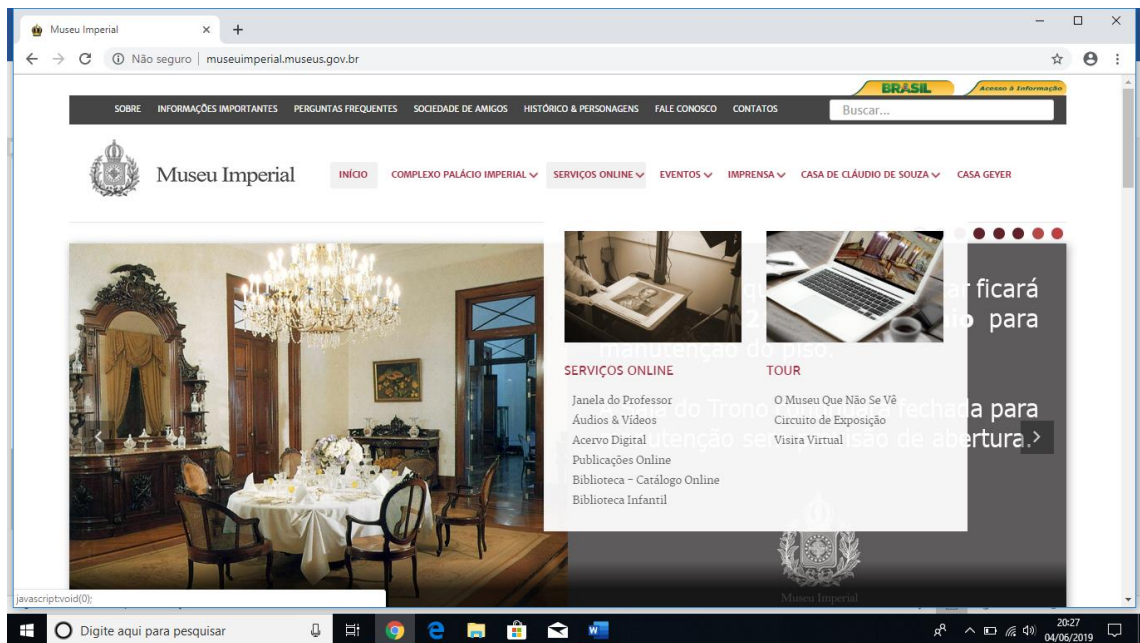 Museu Imperial
Não seguro | museuimperial.museus.gov.br
BRASIL Acesso à Informação
SOBRE INFORMAÇÕES IMPORTANTES PERGUNTAS FREQUENTES SOCIEDADE DE AMIGOS HISTÓRICO & PERSONAGENS FALE CONOSCO CONTATOS Buscar...
Museu Imperial INÍCIO COMPLEXO PALÁCIO IMPERIAL SERVIÇOS ONLINE EVENTOS IMPRENSA CASA DE CLÁUDIO DE SOUZA CASA GEYER
ficará
para
manutenção do piso.
SERVIÇOS ONLINE TOUR
Janela do Professor O Museu Que Não Se Vê
Áudios & Vídeos Circuito de Exposição
Acervo Digital Visita Virtual
Publicações Online
Biblioteca - Catálogo Online
Biblioteca Infantil
do Trono fechada para
de abertura.
Museu Imperial
javascript:void(0);
Digite aqui para pesquisar
20:27
04/06/2019